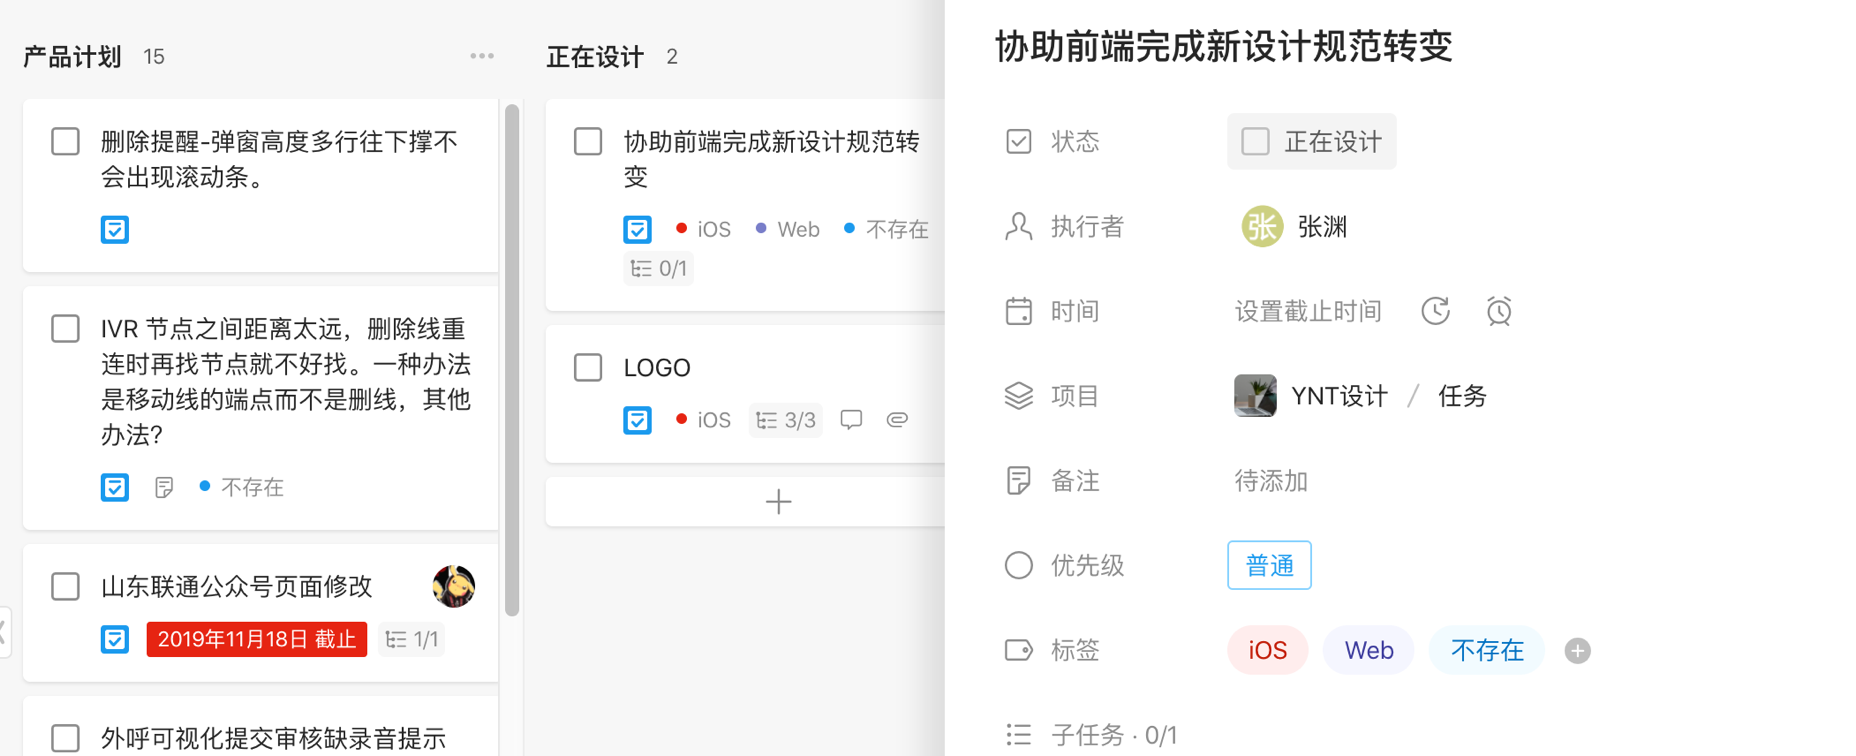 产品计划 15
删除提醒-弹窗高度多行往下撑不
会出现滚动条。
IVR 节点之间距离太远，删除线重
连时再找节点就不好找。一种办法
是移动线的端点而不是删线，其他
办法?
不存在
山东联通公众号页面修改
2019年11月18日 截止 1/1
外呼可视化提交审核缺录音提示
正在设计 2
协助前端完成新设计规范转
变
iOS Web 不存在
0/1
LOGO
iOS 3/3
协助前端完成新设计规范转变
状态 正在设计
执行者 张 张渊
时间 设置截止时间
项目 YNT设计 / 任务
备注 待添加
优先级 普通
标签 iOS Web 不存在
子任务 · 0/1